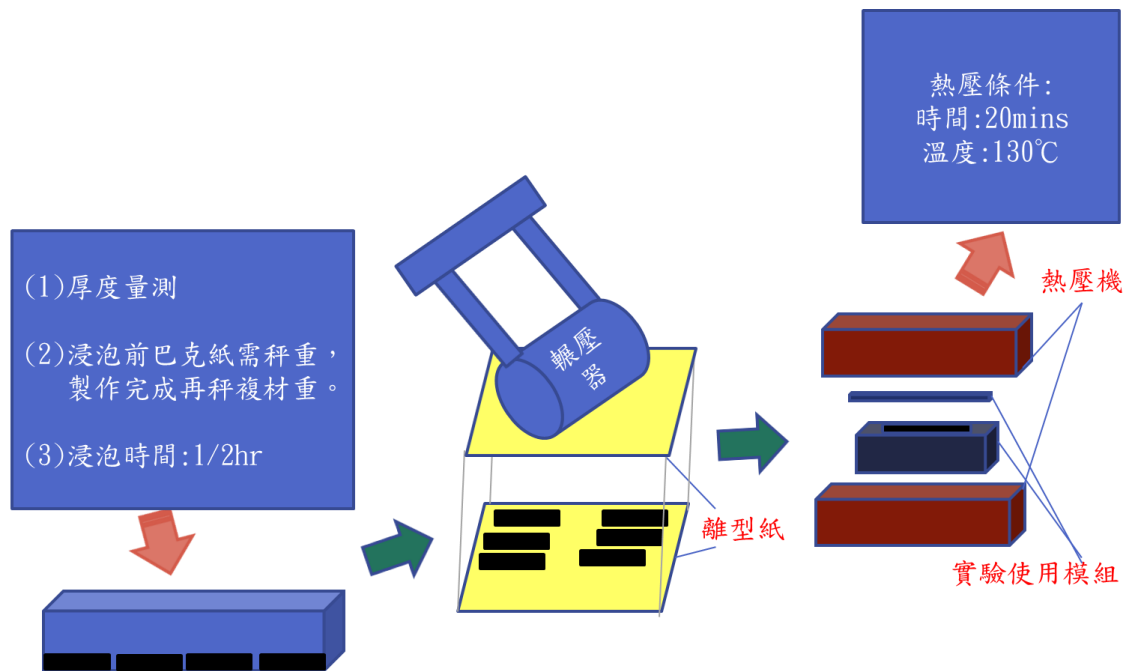 (1)厚度量測
(2)浸泡前巴克紙需秤重，
製作完成再秤複材重。
(3)浸泡時間:1/2hr
輾壓
器
離型紙
熱壓條件:
時間:20mins
溫度:130℃
熱壓機
實驗使用模組